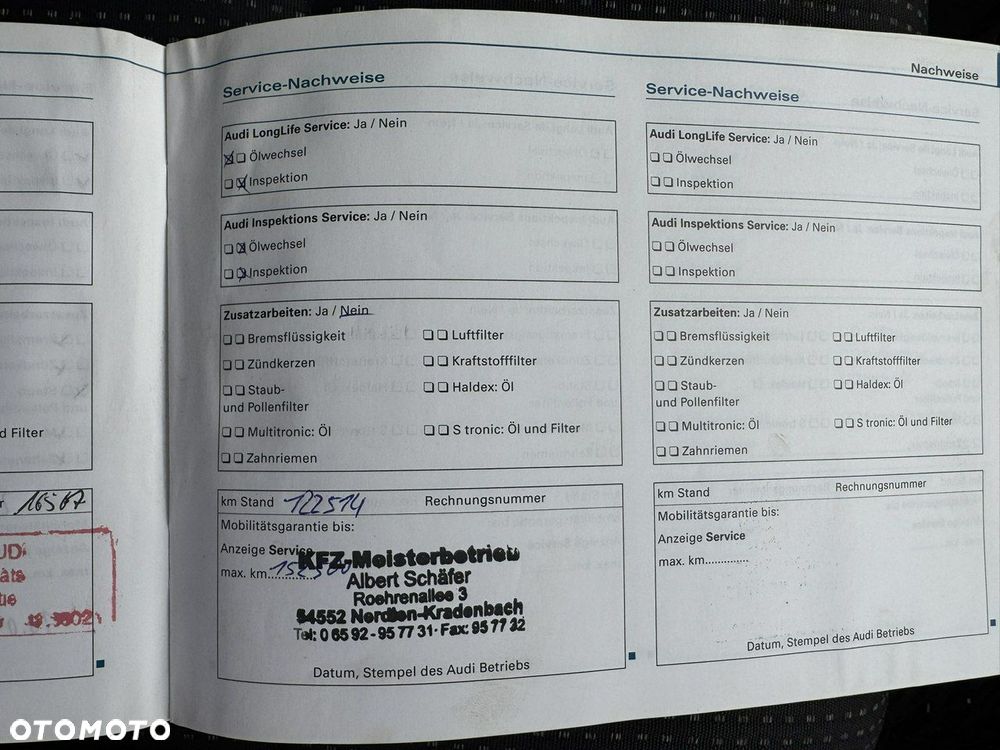 Nachweise
Service-Nachweise
Audi LongLife Service: Ja / Nein
Ölwechsel
Inspektion
Audi Inspektions Service: Ja / Nein
Ölwechsel
Inspektion
Zusatzarbeiten: Ja / Nein
Bremsflüssigkeit
Luftfilter
Zündkerzen
Kraftstofffilter
Staub-
und Pollenfilter
Haldex: Öl
Multitronic: Öl
S tronic: Öl und Filter
Zahnriemen
km Stand 122514
Rechnungsnummer
Mobilitätsgarantie bis:
Anzeige Service
max. km
KFZ-Meisterbetrieb
Albert Schäfer
Roehrenallee 3
54552 Nerdlen-Kradenbach
Tel: 0 65 92 - 95 77 31 · Fax: 95 77 32
Datum, Stempel des Audi Betriebs
Service-Nachweise
Audi LongLife Service: Ja / Nein
Ölwechsel
Inspektion
Audi Inspektions Service: Ja / Nein
Ölwechsel
Inspektion
Zusatzarbeiten: Ja / Nein
Bremsflüssigkeit
Luftfilter
Zündkerzen
Kraftstofffilter
Staub-
und Pollenfilter
Haldex: Öl
Multitronic: Öl
S tronic: Öl und Filter
Zahnriemen
km Stand
Rechnungsnummer
Mobilitätsgarantie bis:
Anzeige Service
max. km..............
Datum, Stempel des Audi Betriebs
d Filter
OTOMOTO